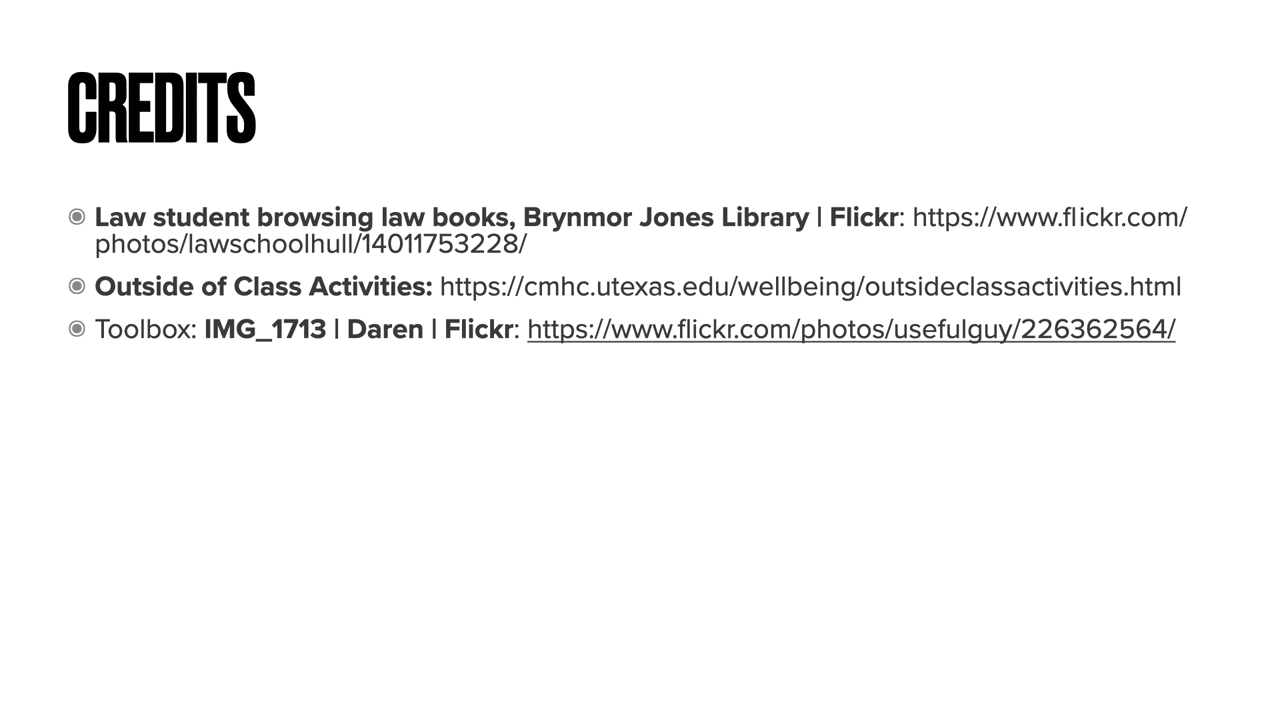 CREDITS
Law student browsing law books, Brynmor Jones Library | Flickr: https://www.flickr.com/
photos/lawschoolhull/14011753228/
Outside of Class Activities: https://cmhc.utexas.edu/wellbeing/outsideclassactivities.html
Toolbox: IMG_1713 | Daren | Flickr: https://www.flickr.com/photos/usefulguy/226362564/